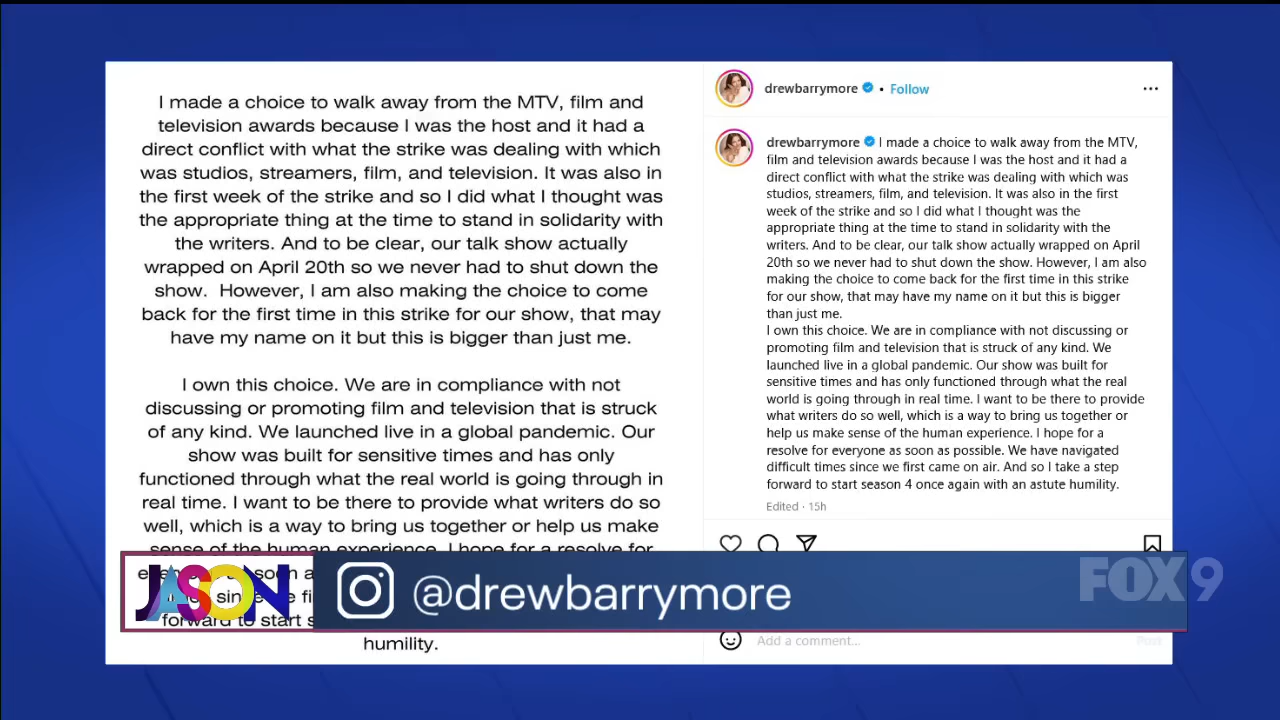 I made a choice to walk away from the MTV, film and
television awards because I was the host and it had a
direct conflict with what the strike was dealing with which
was studios, streamers, film, and television. It was also in
the first week of the strike and so I did what I thought was
the appropriate thing at the time to stand in solidarity with
the writers. And to be clear, our talk show actually
wrapped on April 20th so we never had to shut down the
show. However, I am also making the choice to come
back for the first time in this strike for our show, that may
have my name on it but this is bigger than just me.
I own this choice. We are in compliance with not
discussing or promoting film and television that is struck
of any kind. We launched live in a global pandemic. Our
show was built for sensitive times and has only
functioned through what the real world is going through in
real time. I want to be there to provide what writers do so
well, which is a way to bring us together or help us make
sense of the human experience. I hope for a resolve for
soon
forward to start
humility.
drewbarrymore • Follow
drewbarrymore I made a choice to walk away from the MTV,
film and television awards because I was the host and it had a
direct conflict with what the strike was dealing with which was
studios, streamers, film, and television. It was also in the first
week of the strike and so I did what I thought was the
appropriate thing at the time to stand in solidarity with the
writers. And to be clear, our talk show actually wrapped on April
20th so we never had to shut down the show. However, I am also
making the choice to come back for the first time in this strike
for our show, that may have my name on it but this is bigger
than just me.
I own this choice. We are in compliance with not discussing or
promoting film and television that is struck of any kind. We
launched live in a global pandemic. Our show was built for
sensitive times and has only functioned through what the real
world is going through in real time. I want to be there to provide
what writers do so well, which is a way to bring us together or
help us make sense of the human experience. I hope for a
resolve for everyone as soon as possible. We have navigated
difficult times since we first came on air. And so I take a step
forward to start season 4 once again with an astute humility.
Edited · 15h
Add a comment...
Post
JASON
@drewbarrymore
FOX 9